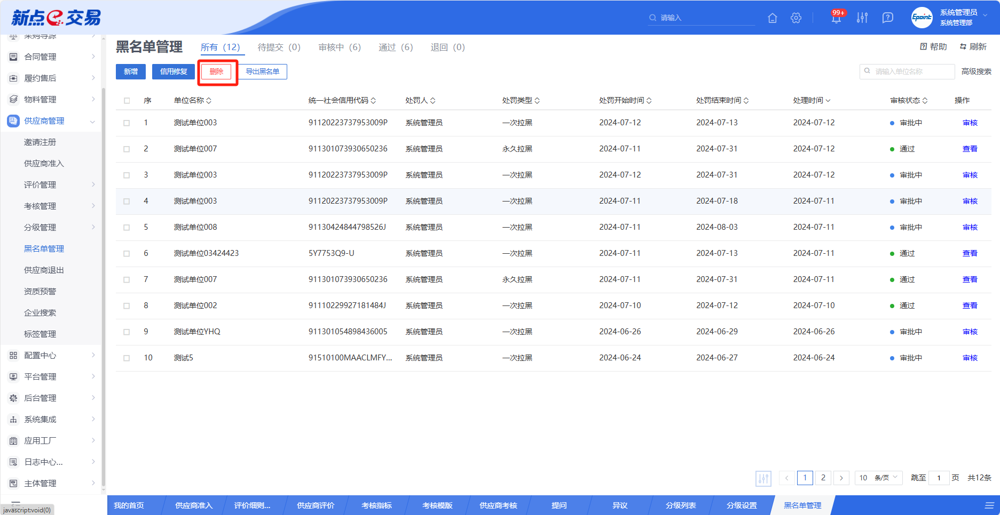 新点e交易
请输入
99+
Epoint
系统管理员
系统管理部
采购寻源
合同管理
履约售后
物料管理
供应商管理
邀请注册
供应商准入
评价管理
考核管理
分级管理
黑名单管理
供应商退出
资质预警
企业搜索
标签管理
配置中心
平台管理
后台管理
系统集成
应用工厂
日志中心...
主体管理
javascript:void(0)
黑名单管理 所有（12） 待提交（0） 审核中（6） 通过（6） 退回（0） 帮助 刷新
新增 信用修复 删除 导出黑名单 请输入单位名称 高级搜索
序 单位名称 统一社会信用代码 处罚人 处罚类型 处罚开始时间 处罚结束时间 处理时间 审核状态 操作
1 测试单位003 91120223737953009P 系统管理员 一次拉黑 2024-07-12 2024-07-13 2024-07-12 审批中 审核
2 测试单位007 911301073930650236 系统管理员 永久拉黑 2024-07-11 2024-07-31 2024-07-12 通过 查看
3 测试单位003 91120223737953009P 系统管理员 一次拉黑 2024-07-12 2024-07-31 2024-07-12 审批中 审核
4 测试单位003 91120223737953009P 系统管理员 一次拉黑 2024-07-11 2024-07-18 2024-07-11 审批中 审核
5 测试单位008 91130424844798526J 系统管理员 一次拉黑 2024-07-11 2024-08-03 2024-07-11 审批中 审核
6 测试单位03424423 5Y7753Q9-U 系统管理员 一次拉黑 2024-07-11 2024-07-13 2024-07-11 通过 查看
7 测试单位007 911301073930650236 系统管理员 永久拉黑 2024-07-11 2024-07-31 2024-07-11 通过 查看
8 测试单位002 91110229927181484J 系统管理员 一次拉黑 2024-07-10 2024-07-12 2024-07-10 通过 查看
9 测试单位YHQ 911301054898436005 系统管理员 一次拉黑 2024-06-26 2024-06-29 2024-06-26 审批中 审核
10 测试5 91510100MAACLMFY... 系统管理员 一次拉黑 2024-06-24 2024-06-27 2024-06-24 审批中 审核
1 2 10 条/页 跳至 1 页 共12条
我的首页 供应商准入 评价细则... 供应商评价 考核指标 考核模版 供应商考核 提问 异议 分级列表 分级设置 黑名单管理